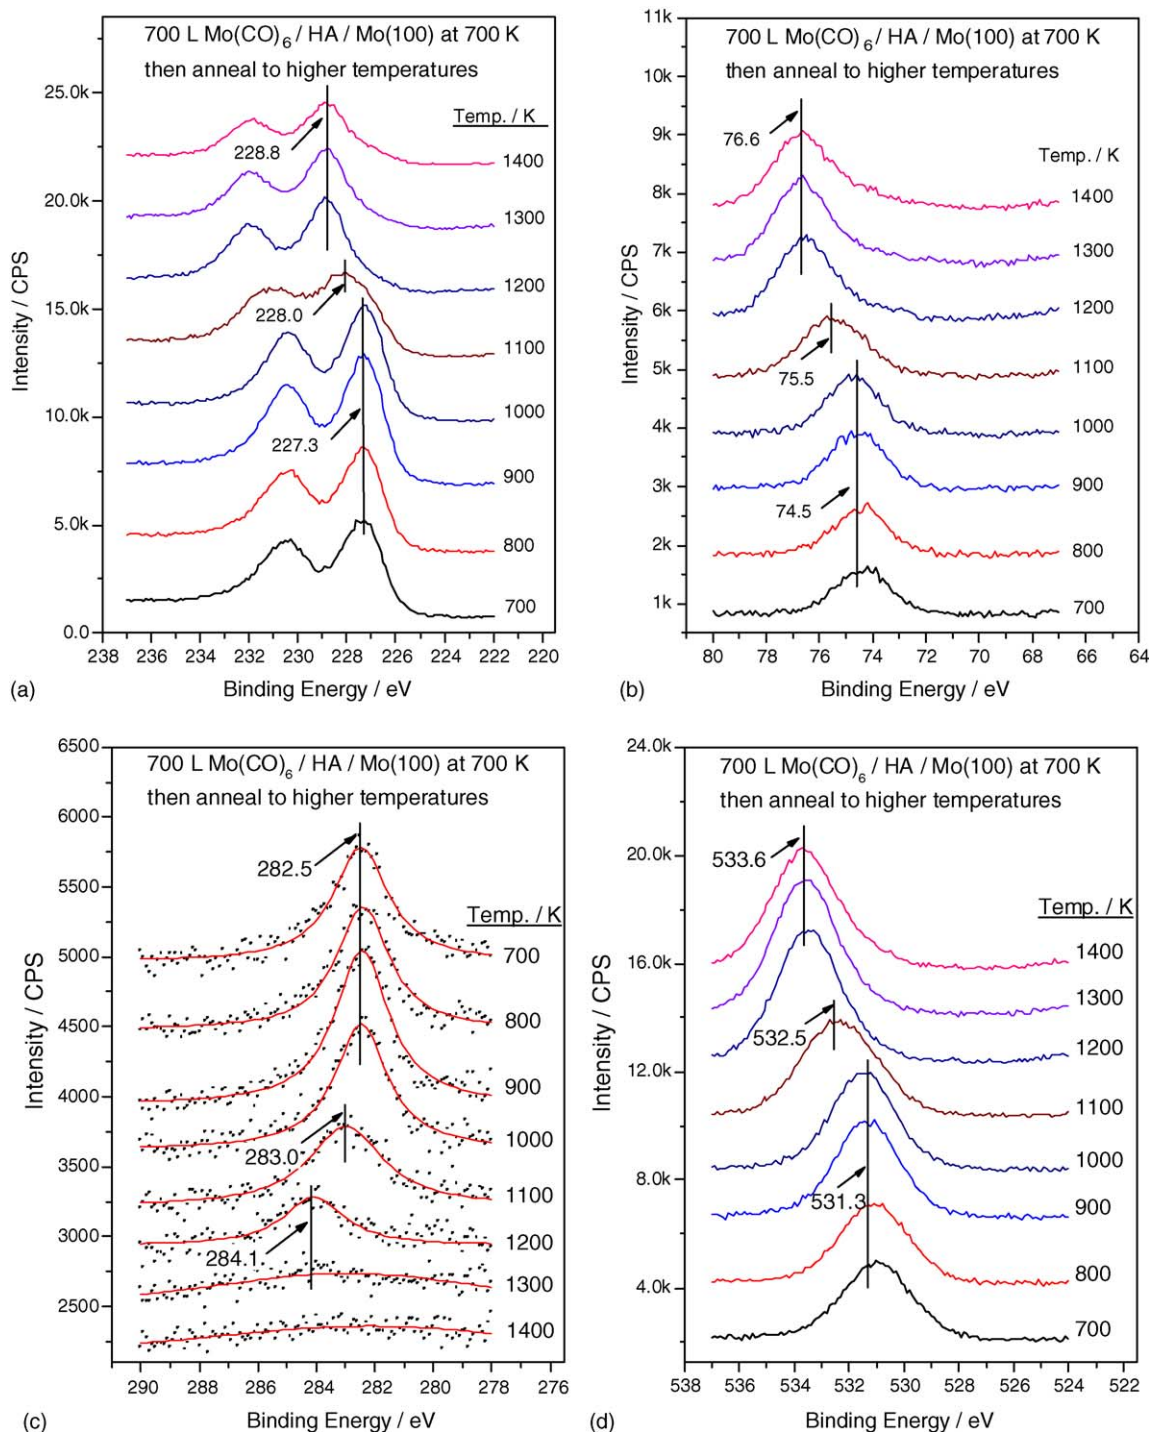 700 L Mo(CO)6 / HA / Mo(100) at 700 K
then anneal to higher temperatures
Temp. / K
25.0k
20.0k
15.0k
10.0k
5.0k
0.0
Intensity / CPS
228.8
228.0
227.3
1400
1300
1200
1100
1000
900
800
700
238 236 234 232 230 228 226 224 222 220
Binding Energy / eV
(a)
700 L Mo(CO)6 / HA / Mo(100) at 700 K
then anneal to higher temperatures
Temp. / K
11k
10k
9k
8k
7k
6k
5k
4k
3k
2k
1k
Intensity / CPS
76.6
75.5
74.5
1400
1300
1200
1100
1000
900
800
700
80 78 76 74 72 70 68 66 64
Binding Energy / eV
(b)
700 L Mo(CO)6 / HA / Mo(100) at 700 K
then anneal to higher temperatures
Temp. / K
6500
6000
5500
5000
4500
4000
3500
3000
2500
Intensity / CPS
282.5
283.0
284.1
700
800
900
1000
1100
1200
1300
1400
290 288 286 284 282 280 278 276
Binding Energy / eV
(c)
700 L Mo(CO)6 / HA / Mo(100) at 700 K
then anneal to higher temperatures
Temp. / K
24.0k
20.0k
16.0k
12.0k
8.0k
4.0k
Intensity / CPS
533.6
532.5
531.3
1400
1300
1200
1100
1000
900
800
700
538 536 534 532 530 528 526 524 522
Binding Energy / eV
(d)